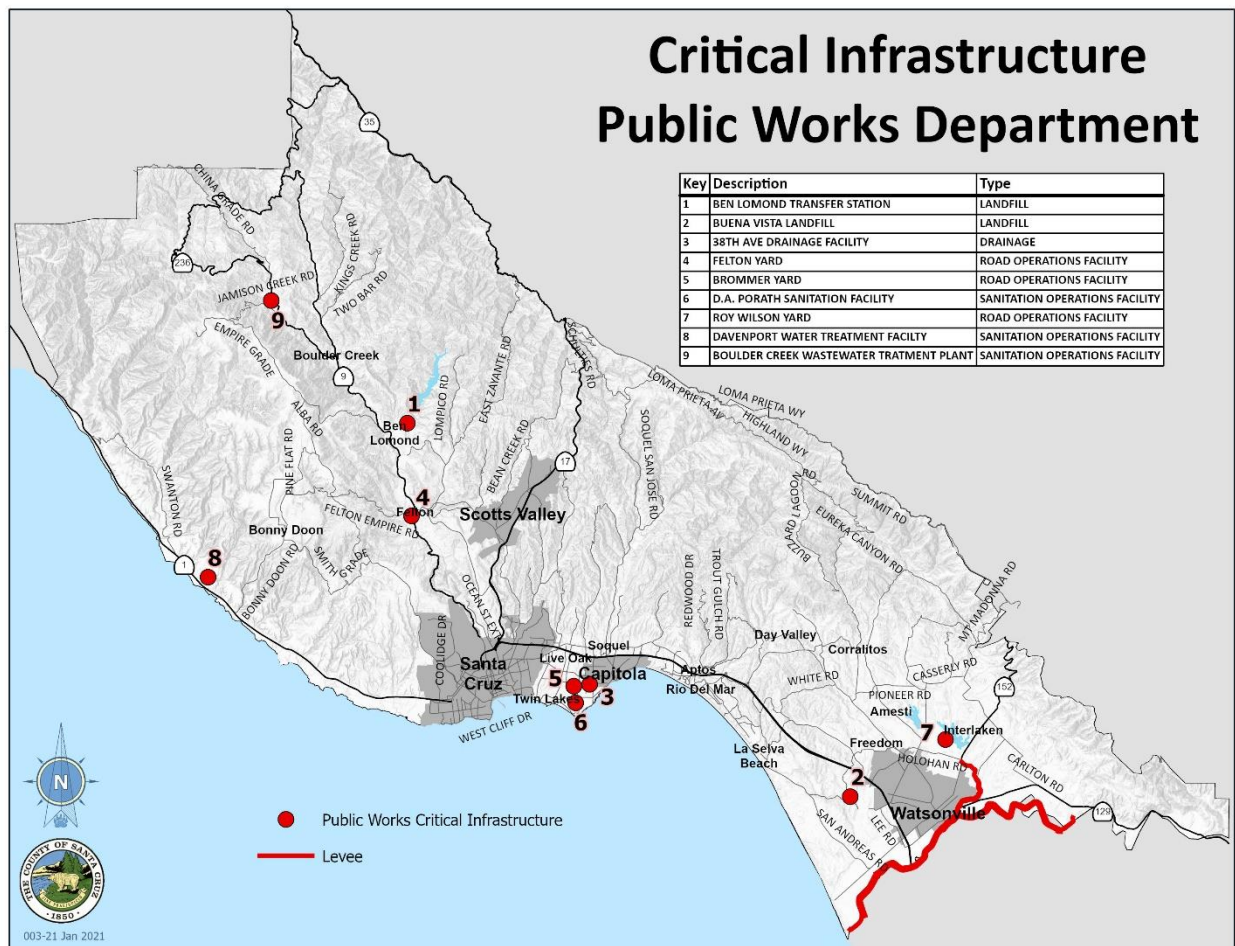 Critical Infrastructure
Public Works Department
Key Description Type
1 BEN LOMOND TRANSFER STATION LANDFILL
2 BUENA VISTA LANDFILL LANDFILL
3 38TH AVE DRAINAGE FACILITY DRAINAGE
4 FELTON YARD ROAD OPERATIONS FACILITY
5 BROMMER YARD ROAD OPERATIONS FACILITY
6 D.A. PORATH SANITATION FACILITY SANITATION OPERATIONS FACILITY
7 ROY WILSON YARD ROAD OPERATIONS FACILITY
8 DAVENPORT WATER TREATMENT FACILTY SANITATION OPERATIONS FACILITY
9 BOULDER CREEK WASTEWATER TRATMENT PLANT SANITATION OPERATIONS FACILITY
35
CHINA GRADE RD
KINGS CREEK RD
236
JAMISON CREEK RD
TWO BAR RD
9
EMPIRE GRADE
Boulder Creek
9
EAST ZAYANTE RD
LOMA PRIETA AV
LOMA PRIETA WY
HIGHLAND WY
LOMPICO RD
1
Ben
Lomond
ALBA RD
SOQUEL SAN JOSE RD
BEAN CREEK RD
PINE FLAT RD
17
SWANTON RD
BUZZARD LAGOON RD
SUMMIT RD
EUREKA CANYON RD
4
Felton
FELTON EMPIRE RD
Scotts Valley
Bonny Doon
SMITH GRADE
8
1
BONNY DOON RD
OCEAN ST EXT
COOLIDGE DR
REDWOOD DR
TROUT GULCH RD
MT MADONNA RD
Day Valley
Corralitos
Soquel
Live Oak
Santa
Cruz
Capitola
5
3
Twin Lakes
6
WEST CLIFF DR
Aptos
Rio Del Mar
WHITE RD
CASSERLY RD
152
PIONEER RD
Amesti
7
Interlaken
La Selva
Beach
Freedom
HOLOHAN RD
CARLTON RD
2
Watsonville
LEE RD
SAN ANDREAS RD
129
N
Public Works Critical Infrastructure
Levee
THE COUNTY OF SANTA CRUZ
1850
003-21 Jan 2021